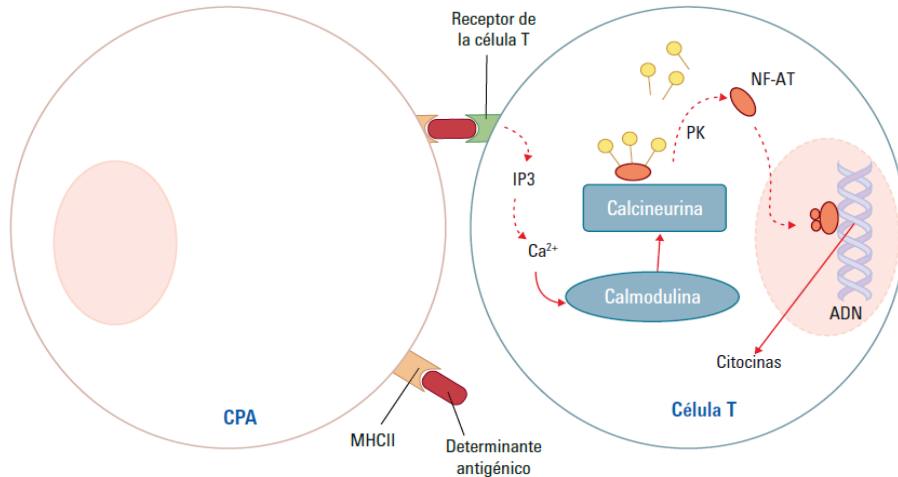 Receptor de
la célula T
NF-AT
PK
IP3
Calcineurina
Ca²⁺
Calmodulina
ADN
Citocinas
CPA
Célula T
MHCII
Determinante
antigénico